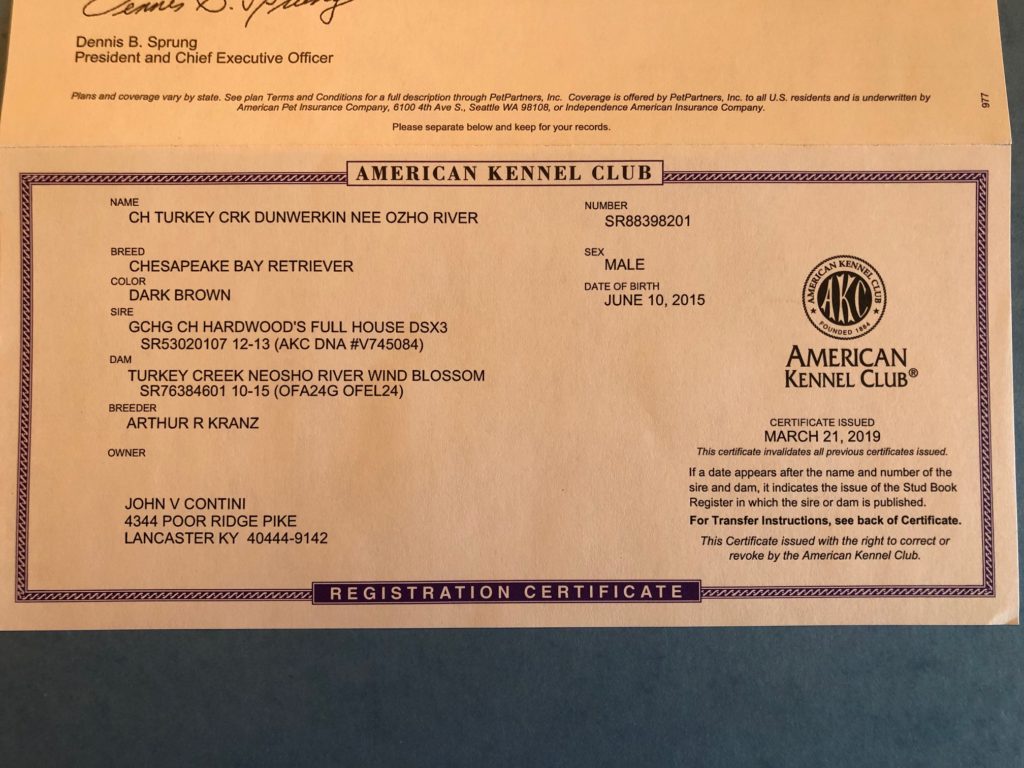 Dennis B. Sprung
Dennis B. Sprung
President and Chief Executive Officer
Plans and coverage vary by state. See plan Terms and Conditions for a full description through PetPartners, Inc. Coverage is offered by PetPartners, Inc. to all U.S. residents and is underwritten by
American Pet Insurance Company, 6100 4th Ave S., Seattle WA 98108, or Independence American Insurance Company.
977
Please separate below and keep for your records.
AMERICAN KENNEL CLUB
NAME
CH TURKEY CRK DUNWERKIN NEE OZHO RIVER
NUMBER
SR88398201
BREED
CHESAPEAKE BAY RETRIEVER
SEX
MALE
COLOR
DARK BROWN
DATE OF BIRTH
JUNE 10, 2015
SIRE
GCHG CH HARDWOOD'S FULL HOUSE DSX3
SR53020107 12-13 (AKC DNA #V745084)
DAM
TURKEY CREEK NEOSHO RIVER WIND BLOSSOM
SR76384601 10-15 (OFA24G OFEL24)
BREEDER
ARTHUR R KRANZ
OWNER
JOHN V CONTINI
4344 POOR RIDGE PIKE
LANCASTER KY 40444-9142
AMERICAN KENNEL CLUB
AKC
FOUNDED 1884
AMERICAN
KENNEL CLUB®
CERTIFICATE ISSUED
MARCH 21, 2019
This certificate invalidates all previous certificates issued.
If a date appears after the name and number of the
sire and dam, it indicates the issue of the Stud Book
Register in which the sire or dam is published.
For Transfer Instructions, see back of Certificate.
This Certificate issued with the right to correct or
revoke by the American Kennel Club.
REGISTRATION CERTIFICATE